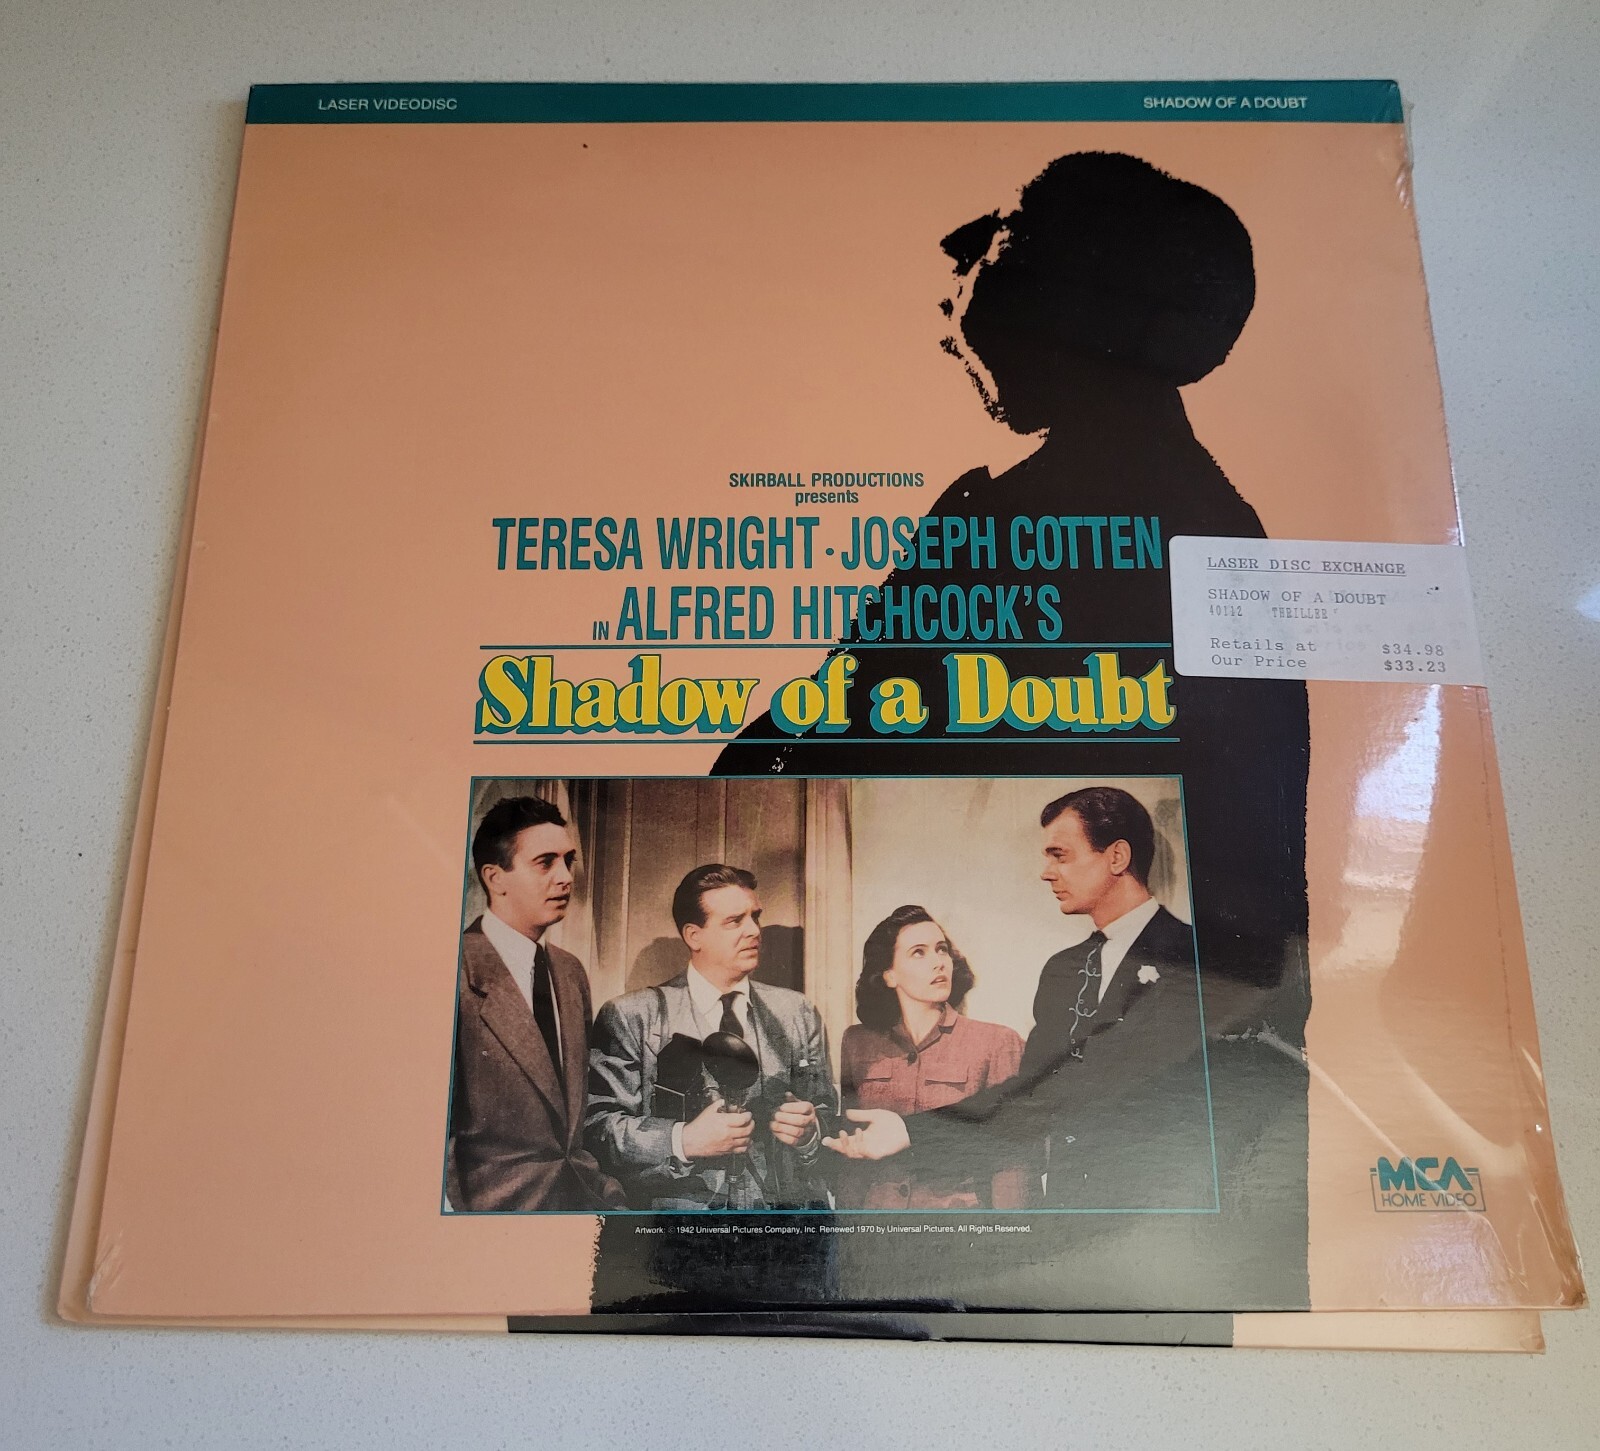 LASER VIDEODISC
SHADOW OF A DOUBT
SKIRBALL PRODUCTIONS
presents
TERESA WRIGHT · JOSEPH COTTEN
IN ALFRED HITCHCOCK'S
Shadow of a Doubt
LASER DISC EXCHANGE
SHADOW OF A DOUBT
40112 THRILLER
Retails at $34.98
Our Price $33.23
MCA
HOME VIDEO
Artwork: © 1942 Universal Pictures Company, Inc. Renewed 1970 by Universal Pictures. All Rights Reserved.